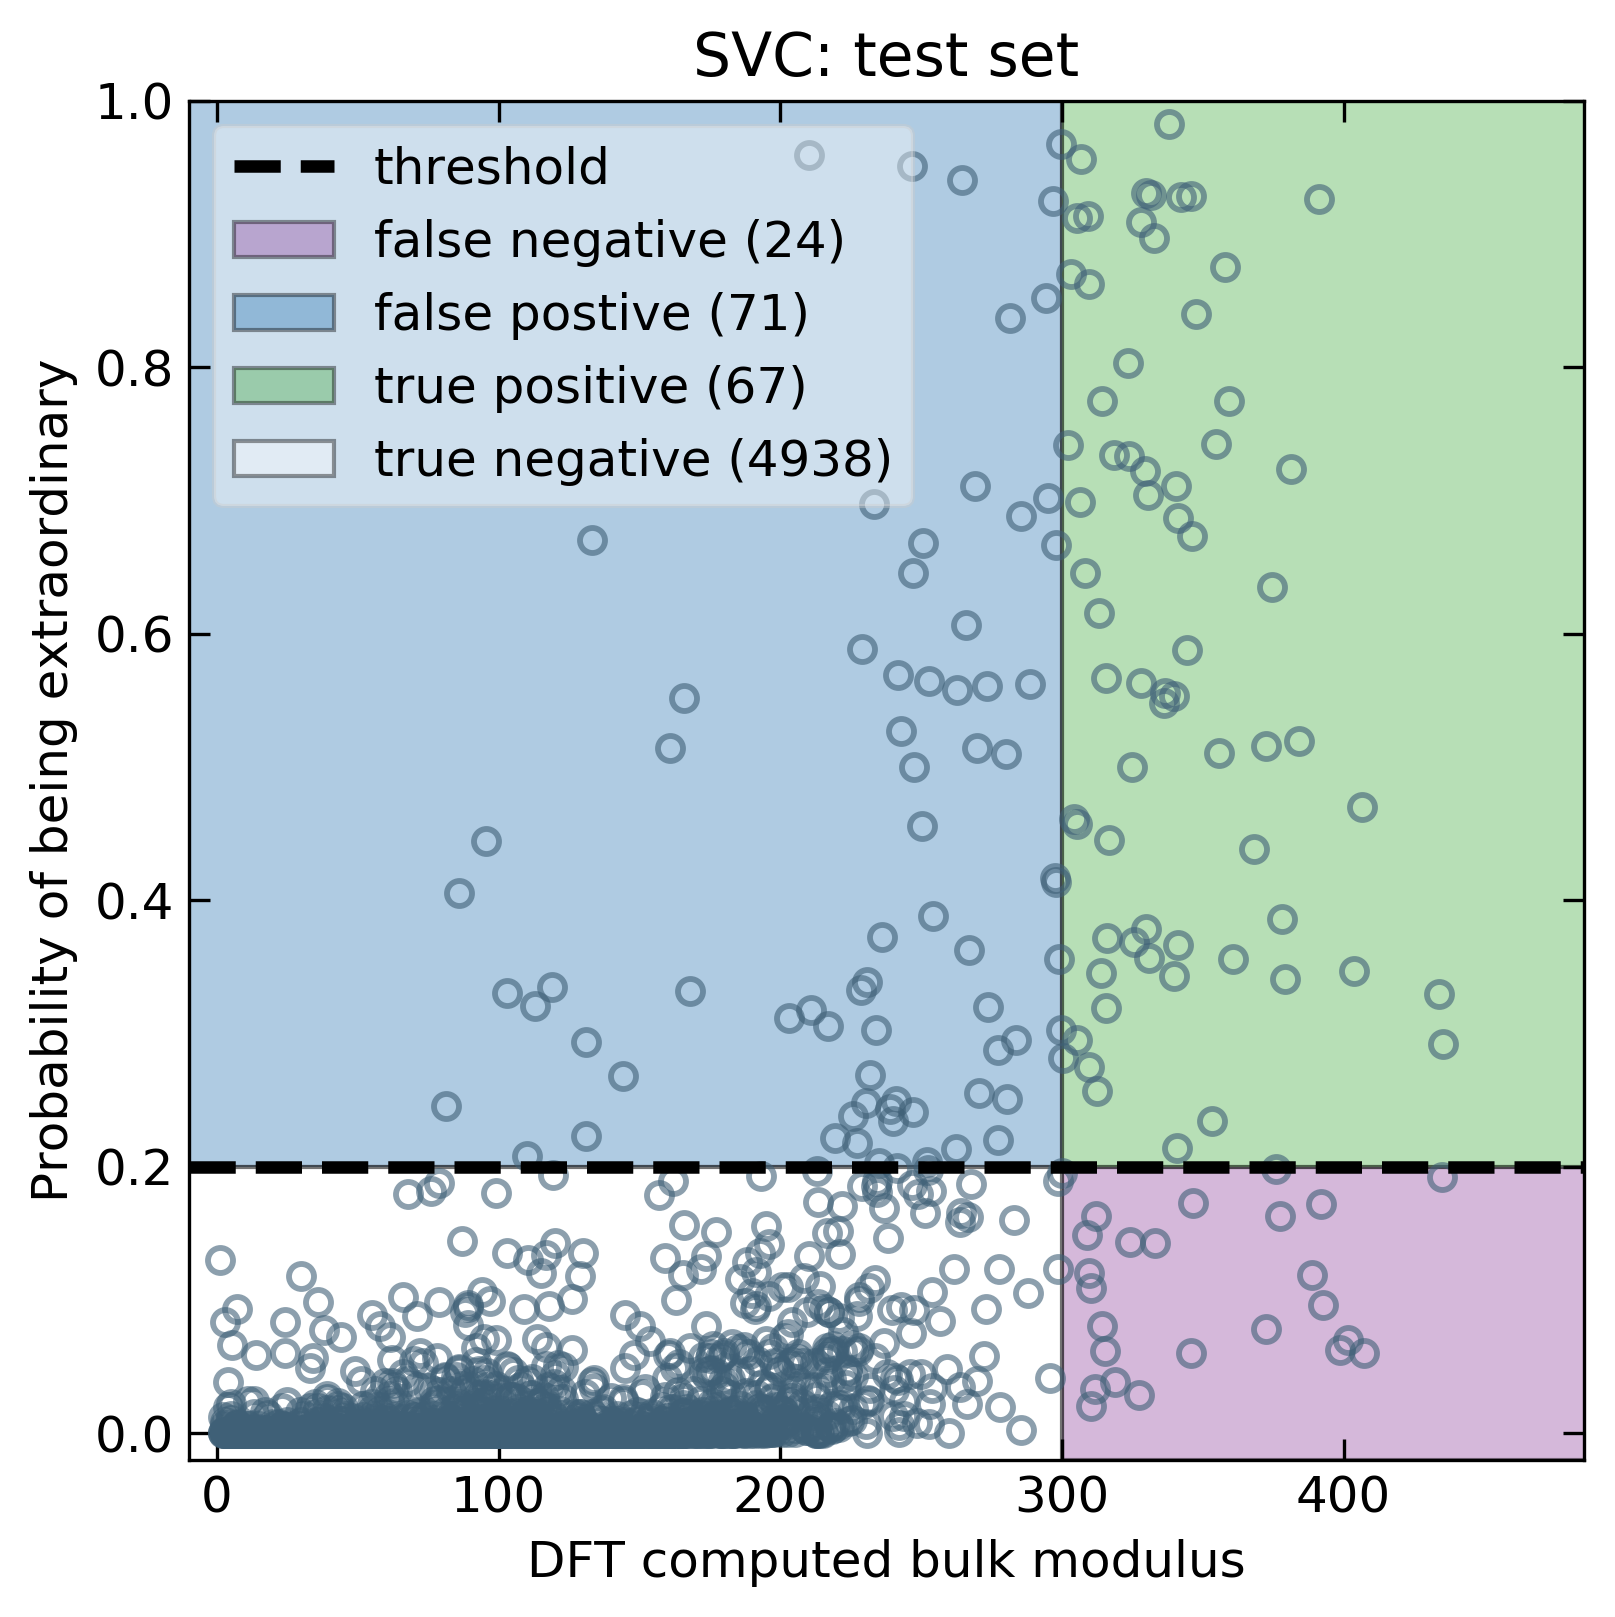 SVC: test set
threshold
false negative (24)
false postive (71)
true positive (67)
true negative (4938)
Probability of being extraordinary
1.0
0.8
0.6
0.4
0.2
0.0
0 100 200 300 400
DFT computed bulk modulus